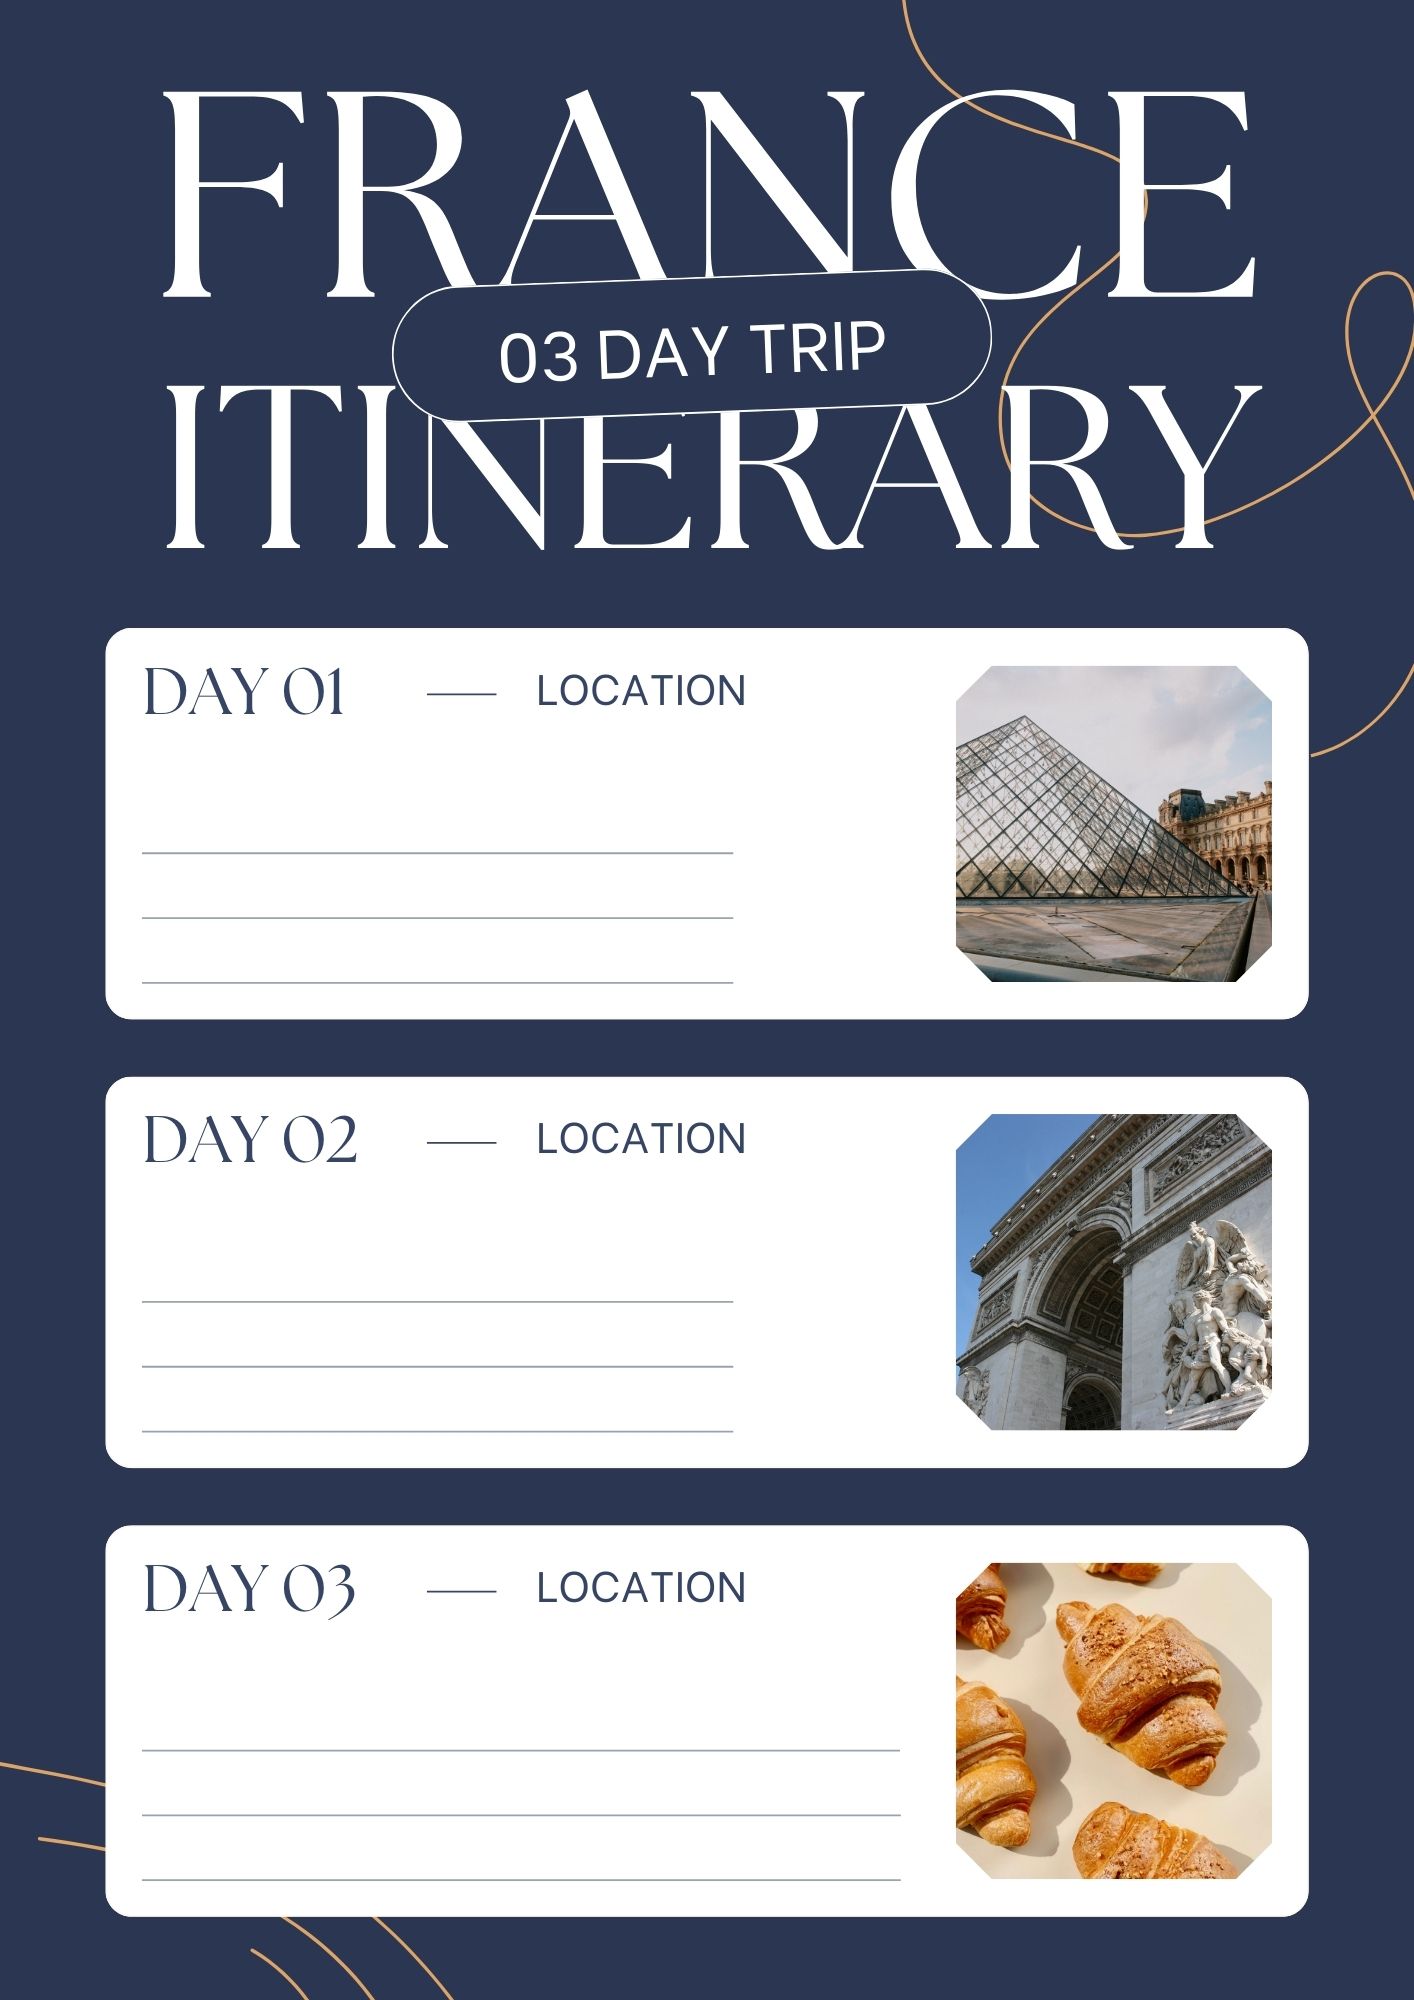 FRANCE
03 DAY TRIP
ITINERARY
DAY 01 — LOCATION
DAY 02 — LOCATION
DAY 03 — LOCATION